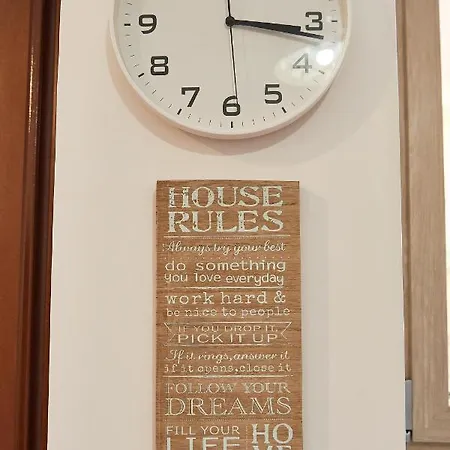 9 3
8 4
7 6 5
HOUSE
RULES
Always try your best
do something
you love everyday
work hard &
be nice to people
IF YOU DROP IT,
PICK IT UP
If it rings, answer it
if it opens, close it
FOLLOW YOUR
DREAMS
FILL YOUR
LIFE
HO